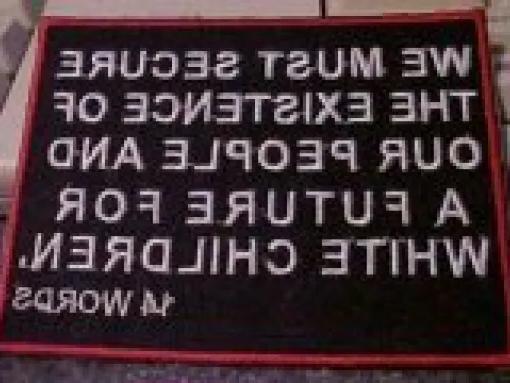 WE MUST SECURE
THE EXISTENCE OF
OUR PEOPLE AND
A FUTURE FOR
WHITE CHILDREN.
14 WORDS